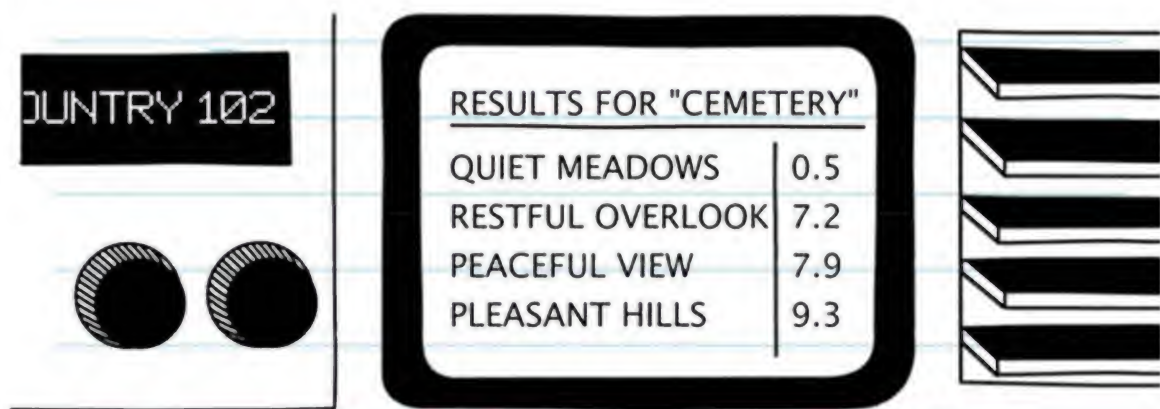 OUNTRY 102
RESULTS FOR "CEMETERY"
QUIET MEADOWS 0.5
RESTFUL OVERLOOK 7.2
PEACEFUL VIEW 7.9
PLEASANT HILLS 9.3